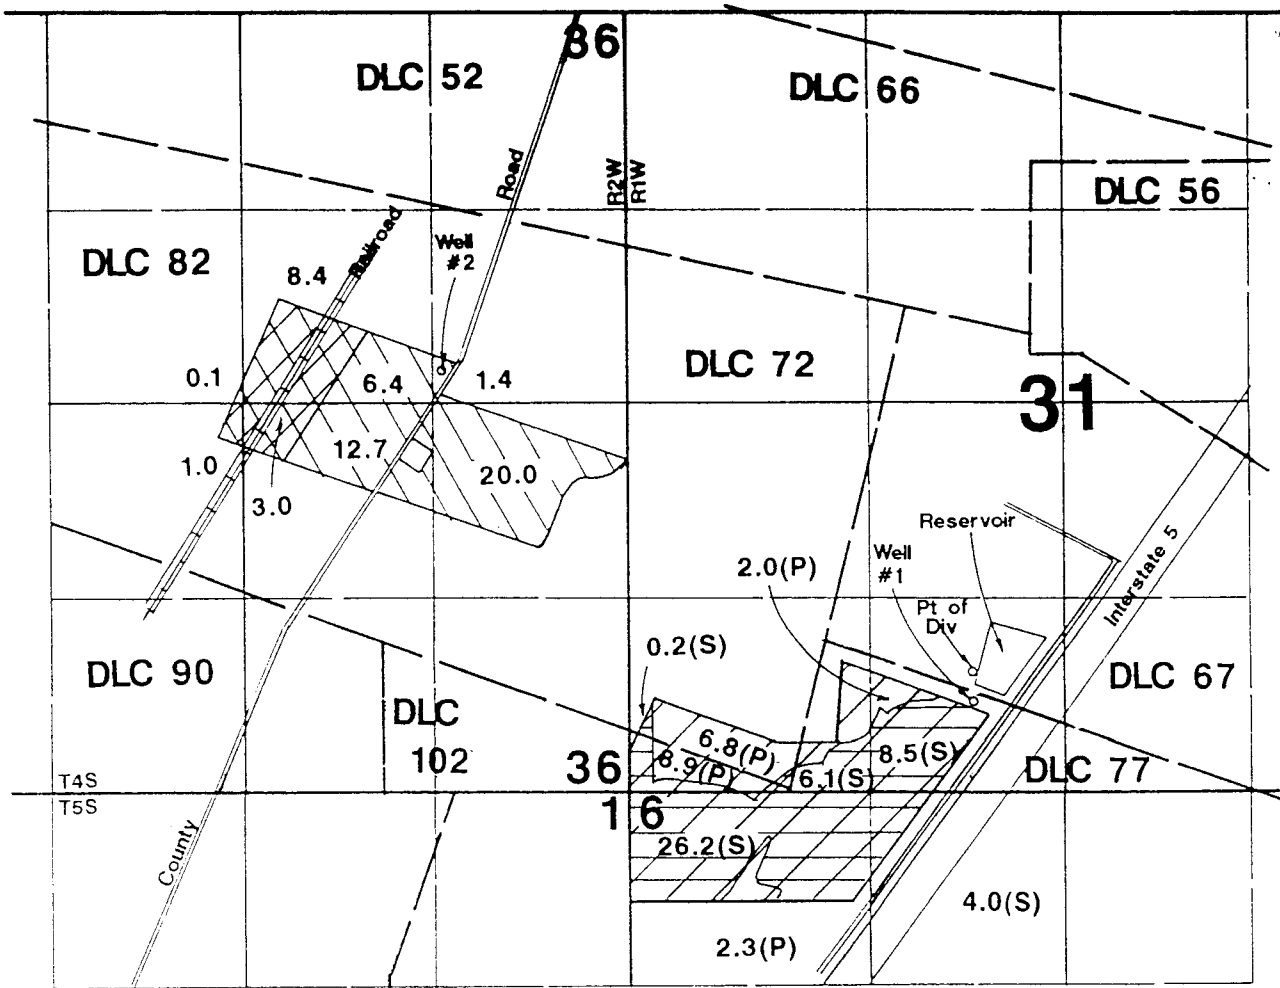 36
DLC 52
DLC 66
Road
R2W
R1W
DLC 56
DLC 82
Railroad
Well
#2
8.4
DLC 72
0.1
6.4
1.4
31
12.7
1.0
20.0
3.0
Reservoir
Interstate 5
Well
#1
2.0(P)
Pt of
Div
0.2(S)
DLC 90
DLC 67
DLC
102
6.8(P)
8.9(P)
8.5(S)
6.1(S)
36
DLC 77
T4S
T5S
1
6
County
26.2(S)
4.0(S)
2.3(P)